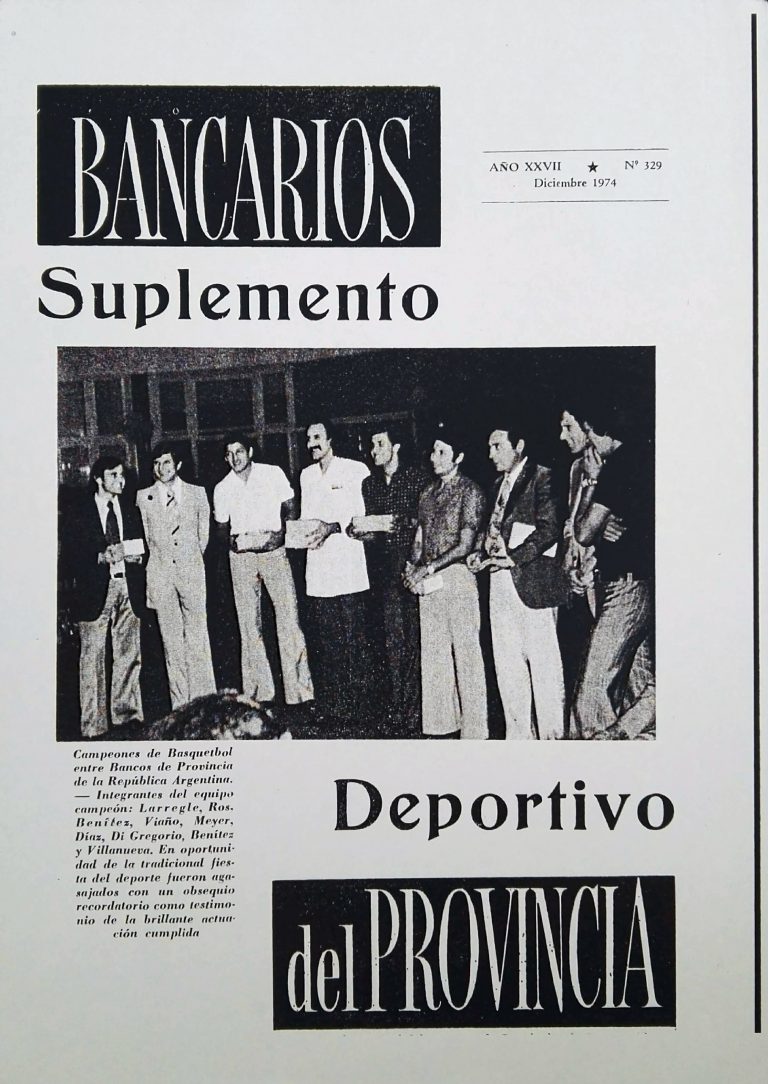 BANCARIOS
AÑO XXVII ★ Nº 329
Diciembre 1974
Suplemento
Campeones de Basquetbol
entre Bancos de Provincia
de la República Argentina.
— Integrantes del equipo
campeón: Larregle, Ros,
Benítez, Viaño, Meyer,
Díaz, Di Gregorio, Benítez
y Villanueva. En oportuni-
dad de la tradicional fies-
ta del deporte fueron aga-
sajados con un obsequio
recordatorio como testimo-
nio de la brillante actua-
ción cumplida
Deportivo
del PROVINCIA